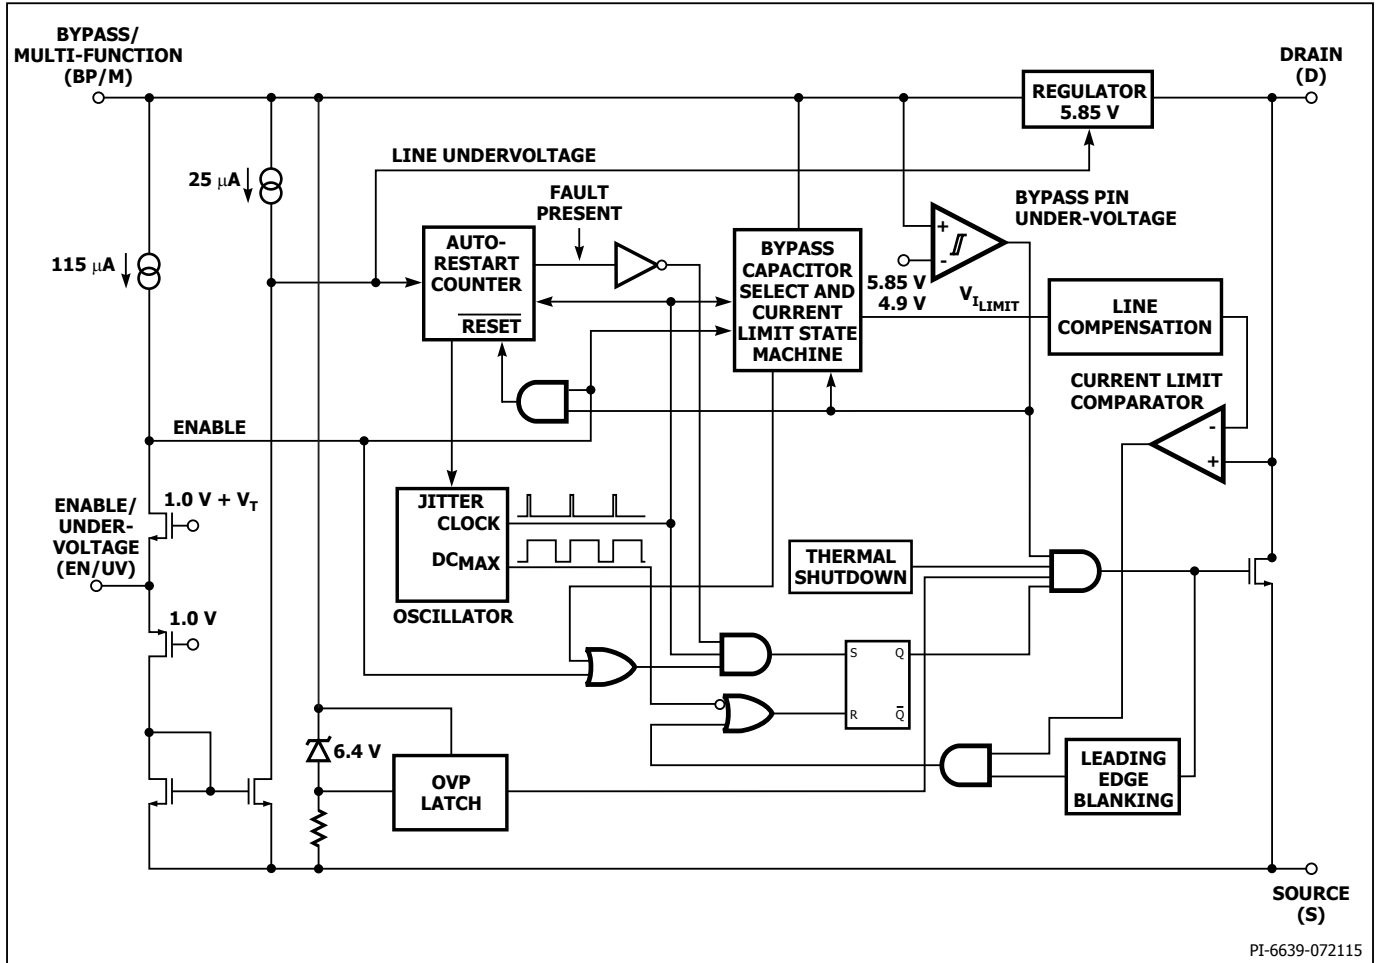 BYPASS/
MULTI-FUNCTION
(BP/M)
DRAIN
(D)
REGULATOR
5.85 V
LINE UNDERVOLTAGE
25 μA
FAULT
PRESENT
BYPASS PIN
UNDER-VOLTAGE
115 μA
AUTO-
RESTART
COUNTER
RESET
BYPASS
CAPACITOR
SELECT AND
CURRENT
LIMIT STATE
MACHINE
+
-
5.85 V
4.9 V
VILIMIT
LINE
COMPENSATION
CURRENT LIMIT
COMPARATOR
-
+
ENABLE
1.0 V + VT
ENABLE/
UNDER-
VOLTAGE
(EN/UV)
JITTER
CLOCK
DCMAX
OSCILLATOR
THERMAL
SHUTDOWN
1.0 V
S Q
R Q̅
6.4 V
OVP
LATCH
LEADING
EDGE
BLANKING
SOURCE
(S)
PI-6639-072115